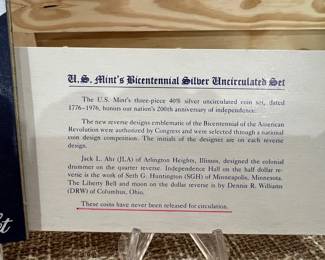 U.S. Mint's Bicentennial Silver Uncirculated Set
The U.S. Mint's three-piece 40% silver uncirculated coin set, dated
1776-1976, honors our nation's 200th anniversary of independence.
The new reverse designs emblematic of the Bicentennial of the American
Revolution were authorized by Congress and were selected through a national
coin design competition. The initials of the designer are on each reverse
design.
Jack L. Ahr (JLA) of Arlington Heights, Illinois, designed the colonial
drummer on the quarter reverse. Independence Hall on the half dollar re-
verse is the work of Seth G. Huntington (SGH) of Minneapolis, Minnesota.
The Liberty Bell and moon on the dollar reverse is by Dennis R. Williams
(DRW) of Columbus, Ohio.
These coins have never been released for circulation.